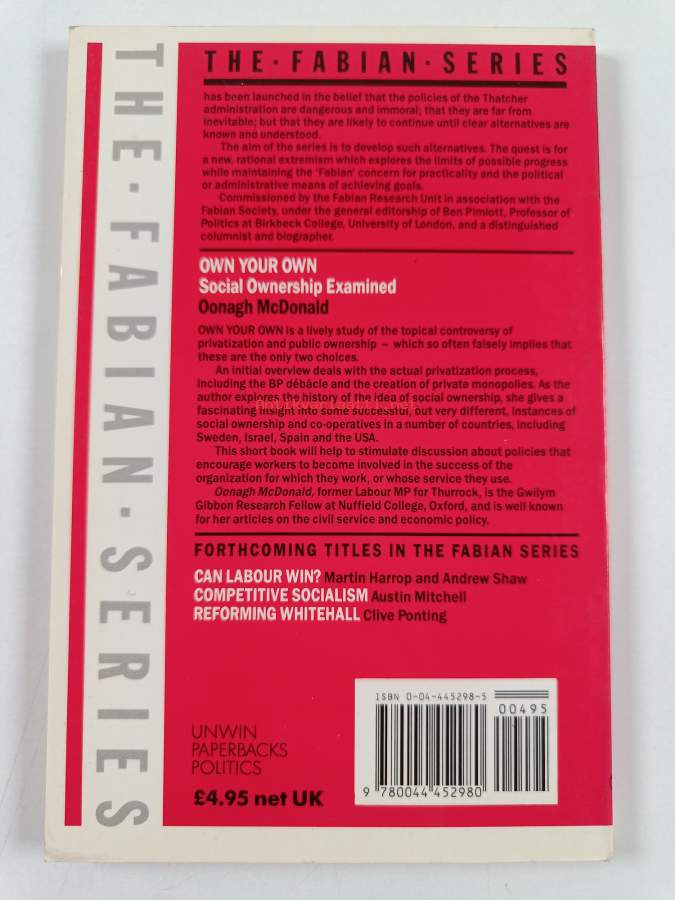 THE·FABIAN·SERIES
THE·FABIAN·SERIES
has been launched in the belief that the policies of the Thatcher
administration are dangerous and immoral; that they are far from
inevitable; but that they are likely to continue until clear alternatives are
known and understood.
The aim of the series is to develop such alternatives. The quest is for
a new, rational extremism which explores the limits of possible progress
while maintaining the 'Fabian' concern for practicality and the political
or administrative means of achieving goals.
Commissioned by the Fabian Research Unit in association with the
Fabian Society, under the general editorship of Ben Pimlott, Professor of
Politics at Birkbeck College, University of London, and a distinguished
columnist and biographer.
OWN YOUR OWN
Social Ownership Examined
Oonagh McDonald
OWN YOUR OWN is a lively study of the topical controversy of
privatization and public ownership – which so often falsely implies that
these are the only two choices.
An initial overview deals with the actual privatization process,
including the BP débâcle and the creation of private monopolies. As the
author explores the history of the idea of social ownership, she gives a
fascinating insight into some successful, but very different, instances of
social ownership and co-operatives in a number of countries, including
Sweden, Israel, Spain and the USA.
This short book will help to stimulate discussion about policies that
encourage workers to become involved in the success of the
organization for which they work, or whose service they use.
Oonagh McDonald, former Labour MP for Thurrock, is the Gwilym
Gibbon Research Fellow at Nuffield College, Oxford, and is well known
for her articles on the civil service and economic policy.
FORTHCOMING TITLES IN THE FABIAN SERIES
CAN LABOUR WIN? Martin Harrop and Andrew Shaw
COMPETITIVE SOCIALISM Austin Mitchell
REFORMING WHITEHALL Clive Ponting
UNWIN
PAPERBACKS
POLITICS
£4.95 net UK
ISBN 0-04-445298-5
00495
9 780044 452980